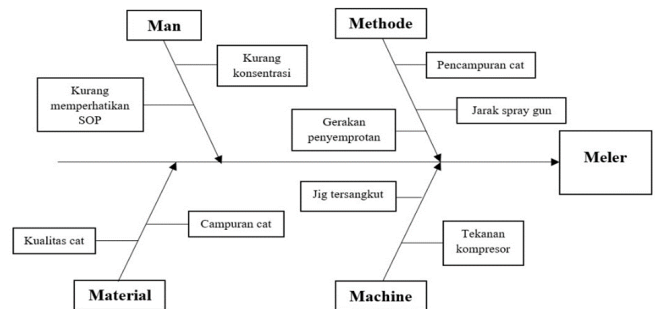 Man
Methode
Kurang
konsentrasi
Pencampuran cat
Kurang
memperhatikan
SOP
Jarak spray gun
Gerakan
penyemprotan
Meler
Jig tersangkut
Campuran cat
Kualitas cat
Tekanan
kompresor
Material
Machine